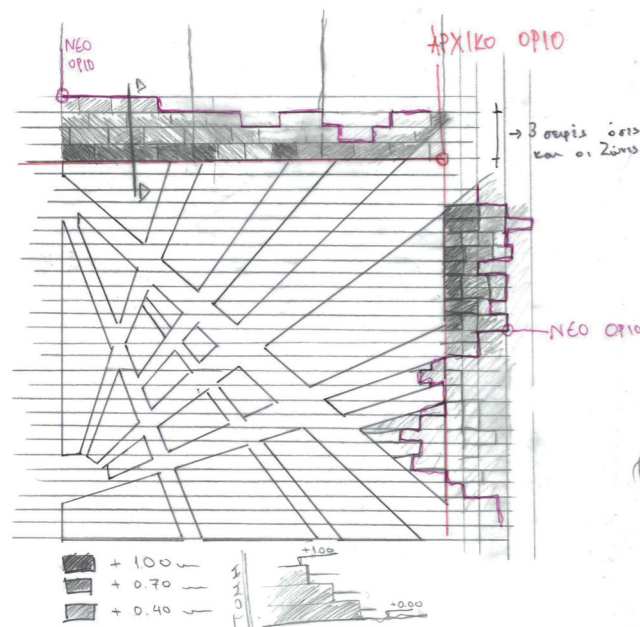 ΝΕΟ
ΟΡΙΟ
ΑΡΧΙΚΟ ΟΡΙΟ
→ 3 σειρές όσες
και οι Ζώνες
ΝΕΟ ΟΡΙΟ
+ 1.00 m
+ 0.70 m
+ 0.40 m
+1.00
+0.00